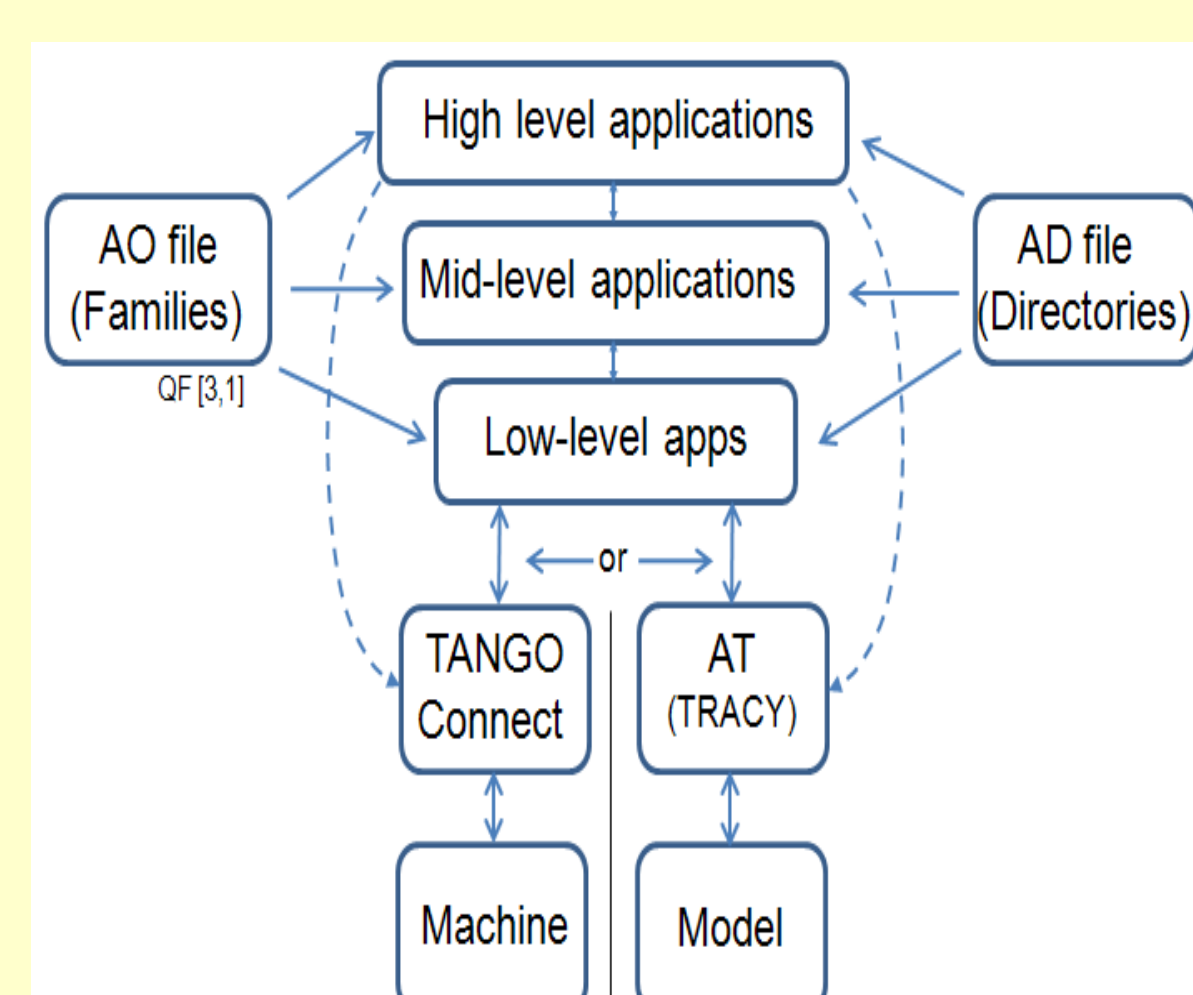 High level applications
AO file
(Families)
QF [3,1]
Mid-level applications
AD file
(Directories)
Low-level apps
or
TANGO
Connect
AT
(TRACY)
Machine
Model